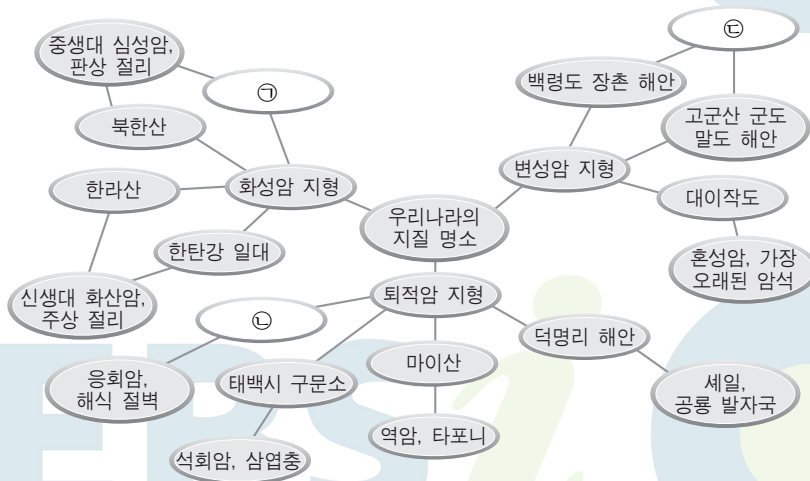 중생대 심성암,
판상 절리
㉠
북한산
한라산
화성암 지형
한탄강 일대
신생대 화산암,
주상 절리
㉢
백령도 장촌 해안
고군산 군도
말도 해안
변성암 지형
대이작도
혼성암, 가장
오래된 암석
우리나라의
지질 명소
퇴적암 지형
㉡
응회암,
해식 절벽
태백시 구문소
석회암, 삼엽충
마이산
역암, 타포니
덕명리 해안
셰일,
공룡 발자국
EBSi